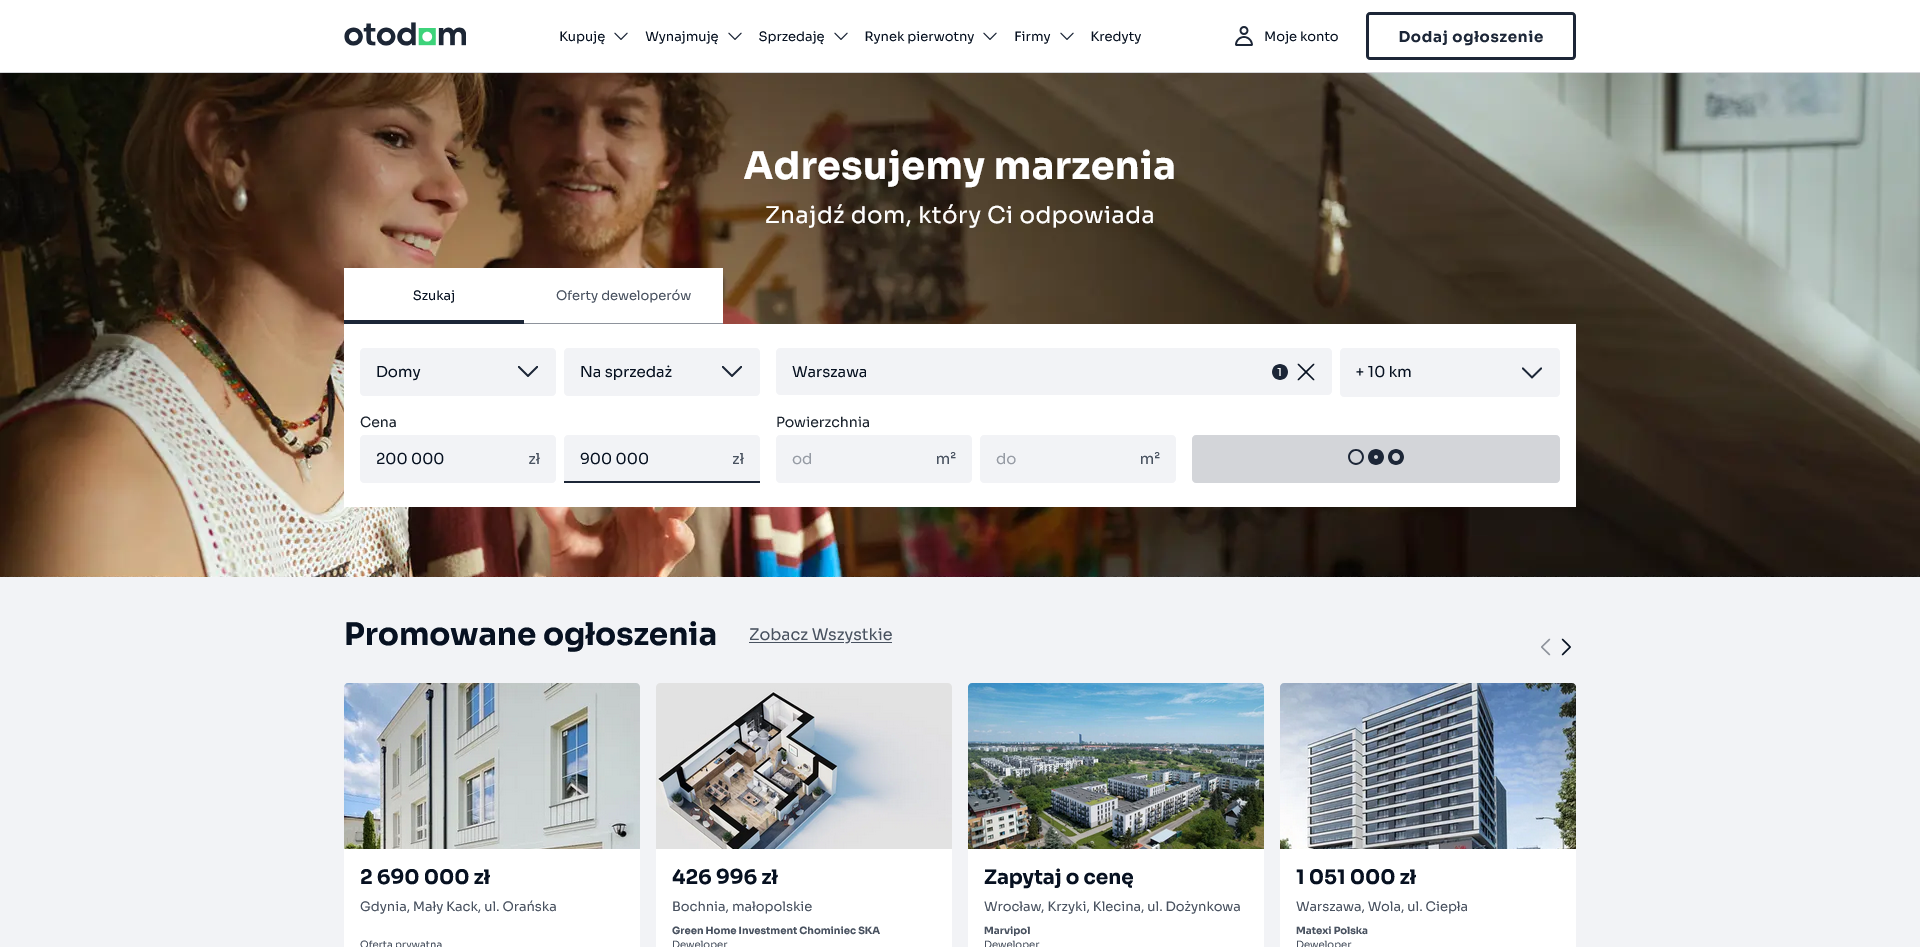 otodom
Kupuję
Wynajmuję
Sprzedaję
Rynek pierwotny
Firmy
Kredyty
Moje konto
Dodaj ogłoszenie
Adresujemy marzenia
Znajdź dom, który Ci odpowiada
Szukaj
Oferty deweloperów
Domy
Na sprzedaż
Warszawa
1
+ 10 km
Cena
Powierzchnia
200 000 zł
900 000 zł
od m²
do m²
Promowane ogłoszenia
Zobacz Wszystkie
2 690 000 zł
Gdynia, Mały Kack, ul. Orańska
Oferta prywatna
426 996 zł
Bochnia, małopolskie
Green Home Investment Chominiec SKA
Deweloper
Zapytaj o cenę
Wrocław, Krzyki, Klecina, ul. Dożynkowa
Marvipol
Deweloper
1 051 000 zł
Warszawa, Wola, ul. Ciepła
Matexi Polska
Deweloper